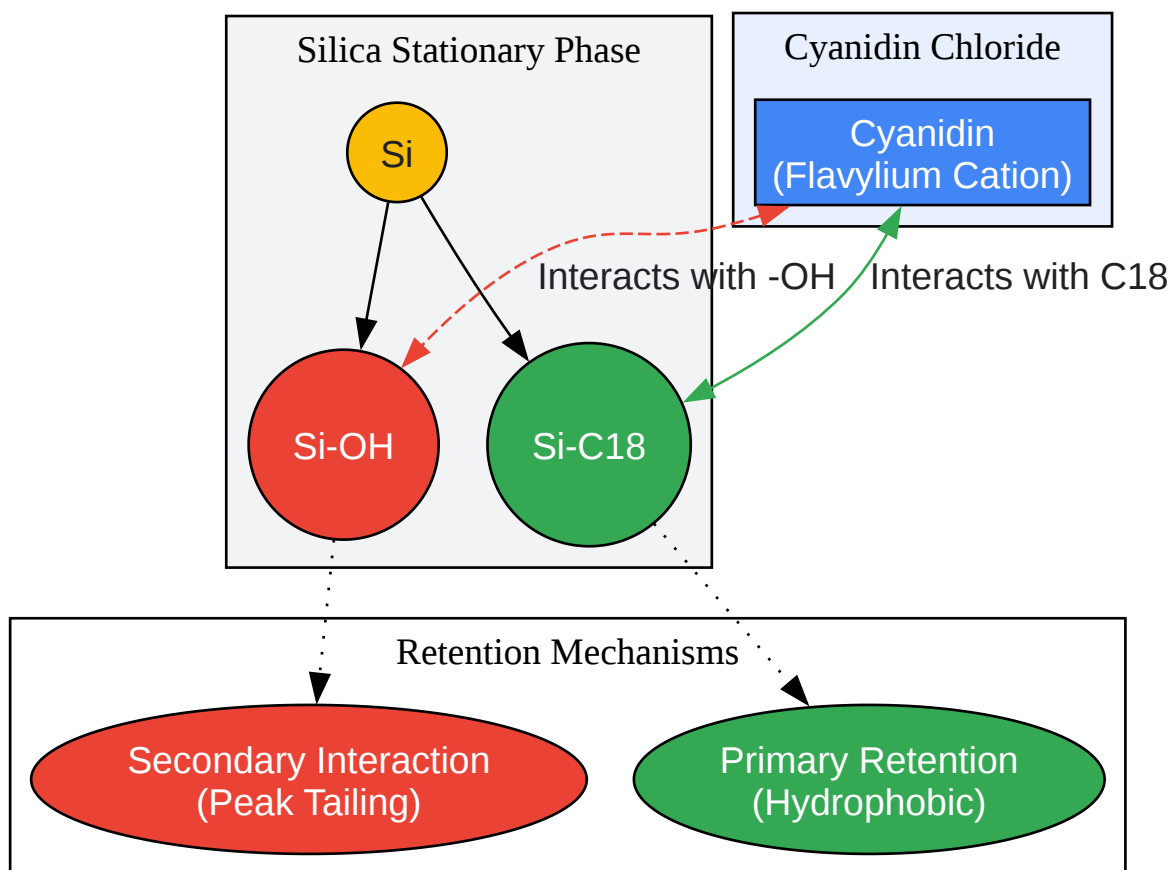 Silica Stationary Phase
Cyanidin Chloride
Si
Cyanidin
(Flavylium Cation)
Interacts with -OH
Interacts with C18
Si-OH
Si-C18
Retention Mechanisms
Secondary Interaction
(Peak Tailing)
Primary Retention
(Hydrophobic)